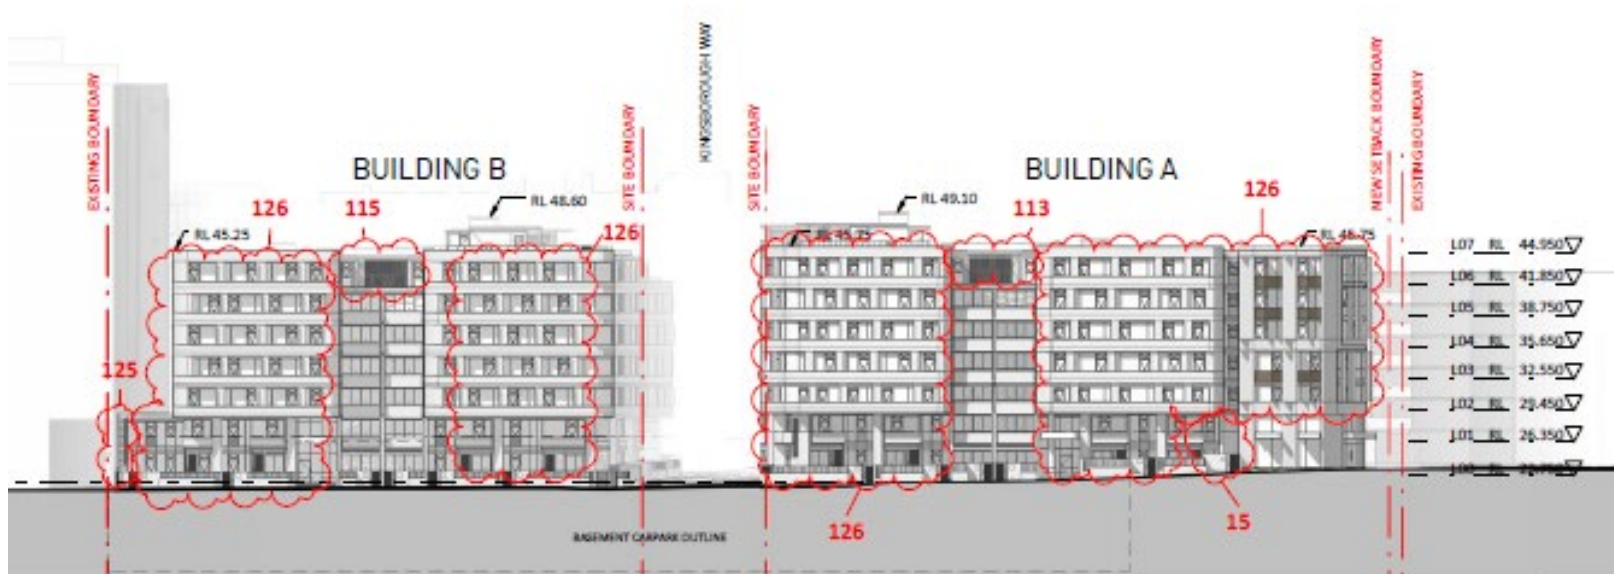 KINGSBOROUGH WAY
EXISTING BOUNDARY
SITE BOUNDARY
SITE BOUNDARY
NEW SETBACK BOUNDARY
EXISTING BOUNDARY
BUILDING B
BUILDING A
126
115
RL 48.60
RL 49.10
113
126
RL 45.25
126
RL 45.75
L07 RL 44.950
L06 RL 41.850
L05 RL 38.750
L04 RL 35.650
125
L03 RL 32.550
L02 RL 29.450
L01 RL 26.350
126
15
BASEMENT CARPARK OUTLINE